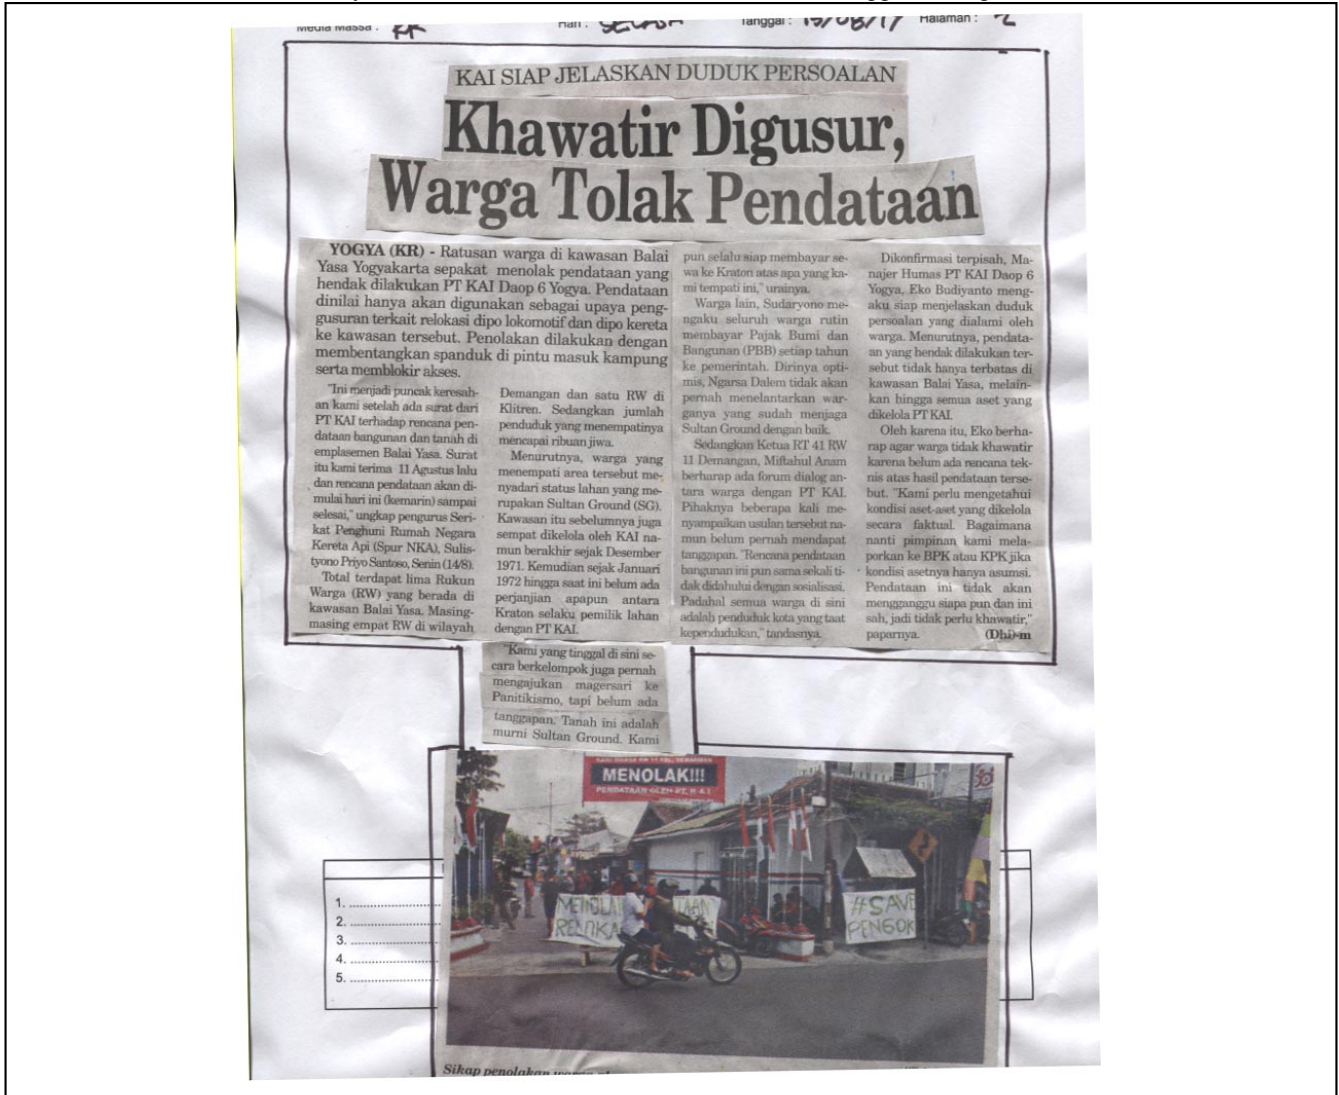 Media Massa : KR Hari : SELASA Tanggal : 15/08/17 Halaman : 2
KAI SIAP JELASKAN DUDUK PERSOALAN
Khawatir Digusur,
Warga Tolak Pendataan
YOGYA (KR) - Ratusan warga di kawasan Balai
Yasa Yogyakarta sepakat menolak pendataan yang
hendak dilakukan PT KAI Daop 6 Yogya. Pendataan
dinilai hanya akan digunakan sebagai upaya peng-
gusuran terkait relokasi dipo lokomotif dan dipo kereta
ke kawasan tersebut. Penolakan dilakukan dengan
membentangkan spanduk di pintu masuk kampung
serta memblokir akses.
"Ini menjadi puncak keresah-
an kami setelah ada surat dari
PT KAI terhadap rencana pen-
dataan bangunan dan tanah di
emplasemen Balai Yasa. Surat
itu kami terima 11 Agustus lalu
dan rencana pendataan akan di-
mulai hari ini (kemarin) sampai
selesai," ungkap pengurus Seri-
kat Penghuni Rumah Negara
Kereta Api (Spur NKA), Sulis-
tyono Priyo Santoso, Senin (14/8).
Total terdapat lima Rukun
Warga (RW) yang berada di
kawasan Balai Yasa. Masing-
masing empat RW di wilayah
Demangan dan satu RW di
Klitren. Sedangkan jumlah
penduduk yang menempatinya
mencapai ribuan jiwa.
Menurutnya, warga yang
menempati area tersebut me-
nyadari status lahan yang me-
rupakan Sultan Ground (SG).
Kawasan itu sebelumnya juga
sempat dikelola oleh KAI na-
mun berakhir sejak Desember
1971. Kemudian sejak Januari
1972 hingga saat ini belum ada
perjanjian apapun antara
Kraton selaku pemilik lahan
dengan PT KAI.
"Kami yang tinggal di sini se-
cara berkelompok juga pernah
mengajukan magersari ke
Panitikismo, tapi belum ada
tanggapan. Tanah ini adalah
murni Sultan Ground. Kami
pun selalu siap membayar se-
wa ke Kraton atas apa yang ka-
mi tempati ini," urainya.
Warga lain, Sudaryono me-
ngaku seluruh warga rutin
membayar Pajak Bumi dan
Bangunan (PBB) setiap tahun
ke pemerintah. Dirinya opti-
mis, Ngarsa Dalem tidak akan
pernah menelantarkan war-
ganya yang sudah menjaga
Sultan Ground dengan baik.
Sedangkan Ketua RT 41 RW
11 Demangan, Miftahul Anam
berharap ada forum dialog an-
tara warga dengan PT KAI.
Pihaknya beberapa kali me-
nyampaikan usulan tersebut na-
mun belum pernah mendapat
tanggapan. "Rencana pendataan
bangunan ini pun sama sekali ti-
dak didahului dengan sosialisasi.
Padahal semua warga di sini
adalah penduduk kota yang taat
kependudukan," tandasnya.
Dikonfirmasi terpisah, Ma-
najer Humas PT KAI Daop 6
Yogya, Eko Budiyanto meng-
aku siap menjelaskan duduk
persoalan yang dialami oleh
warga. Menurutnya, pendata-
an yang hendak dilakukan ter-
sebut tidak hanya terbatas di
kawasan Balai Yasa, melain-
kan hingga semua aset yang
dikelola PT KAI.
Oleh karena itu, Eko berha-
rap agar warga tidak khawatir
karena belum ada rencana tek-
nis atas hasil pendataan terse-
but. "Kami perlu mengetahui
kondisi aset-aset yang dikelola
secara faktual. Bagaimana
nanti pimpinan kami mela-
porkan ke BPK atau KPK jika
kondisi asetnya hanya asumsi.
Pendataan ini tidak akan
mengganggu siapa pun dan ini
sah, jadi tidak perlu khawatir,"
paparnya. (Dhi)-m
MENOLAK!!!
PENDATAAN OLEH PT. K A I
MENOLAK
#SAVE
PENGOK
1.
2.
3.
4.
5.
Sikap penolakan warga